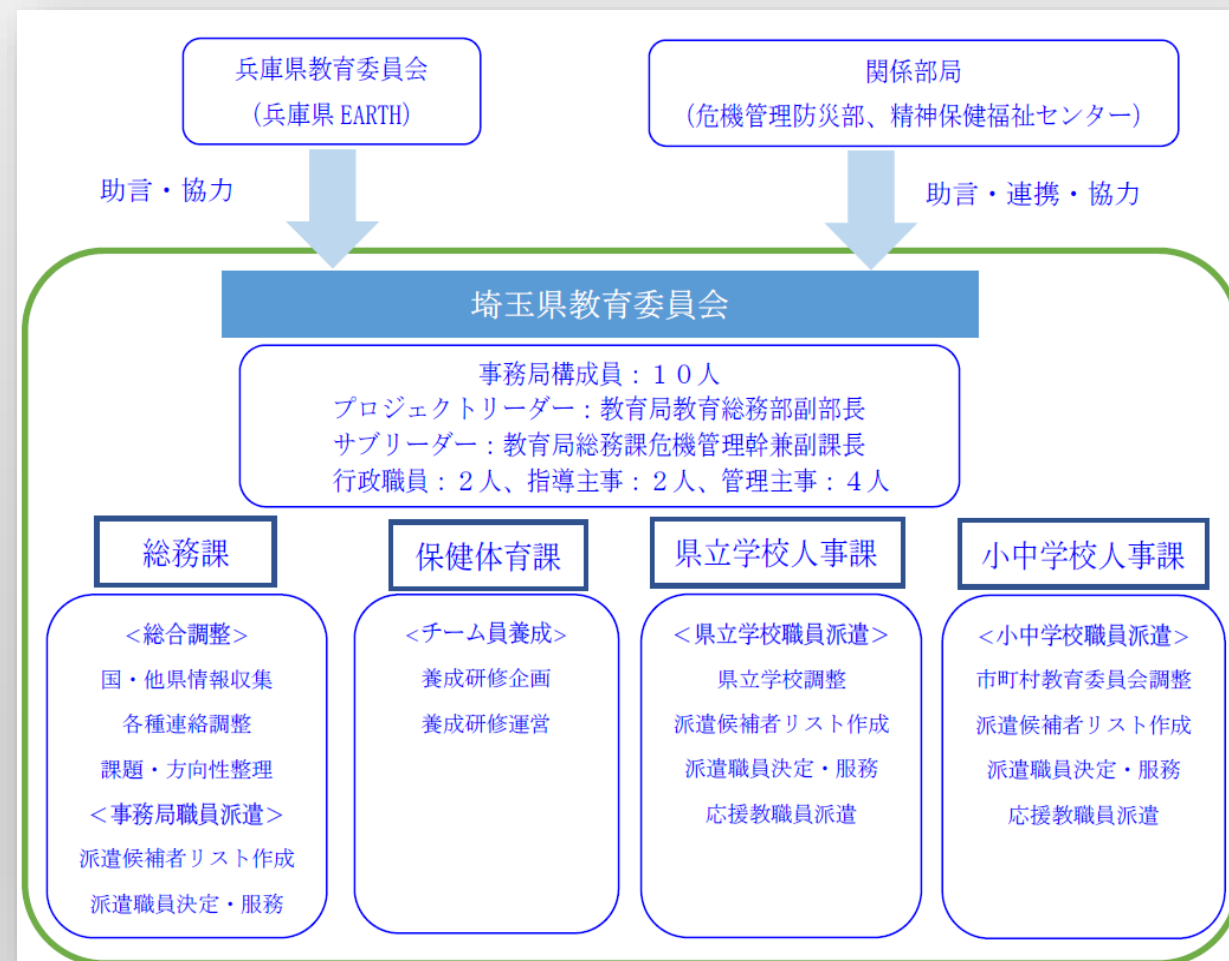 兵庫県教育委員会
（兵庫県 EARTH）
関係部局
（危機管理防災部、精神保健福祉センター）
助言・協力
助言・連携・協力
埼玉県教育委員会
事務局構成員：１０人
プロジェクトリーダー：教育局教育総務部副部長
サブリーダー：教育局総務課危機管理幹兼副課長
行政職員：２人、指導主事：２人、管理主事：４人
総務課
＜総合調整＞
国・他県情報収集
各種連絡調整
課題・方向性整理
＜事務局職員派遣＞
派遣候補者リスト作成
派遣職員決定・服務
保健体育課
＜チーム員養成＞
養成研修企画
養成研修運営
県立学校人事課
＜県立学校職員派遣＞
県立学校調整
派遣候補者リスト作成
派遣職員決定・服務
応援教職員派遣
小中学校人事課
＜小中学校職員派遣＞
市町村教育委員会調整
派遣候補者リスト作成
派遣職員決定・服務
応援教職員派遣